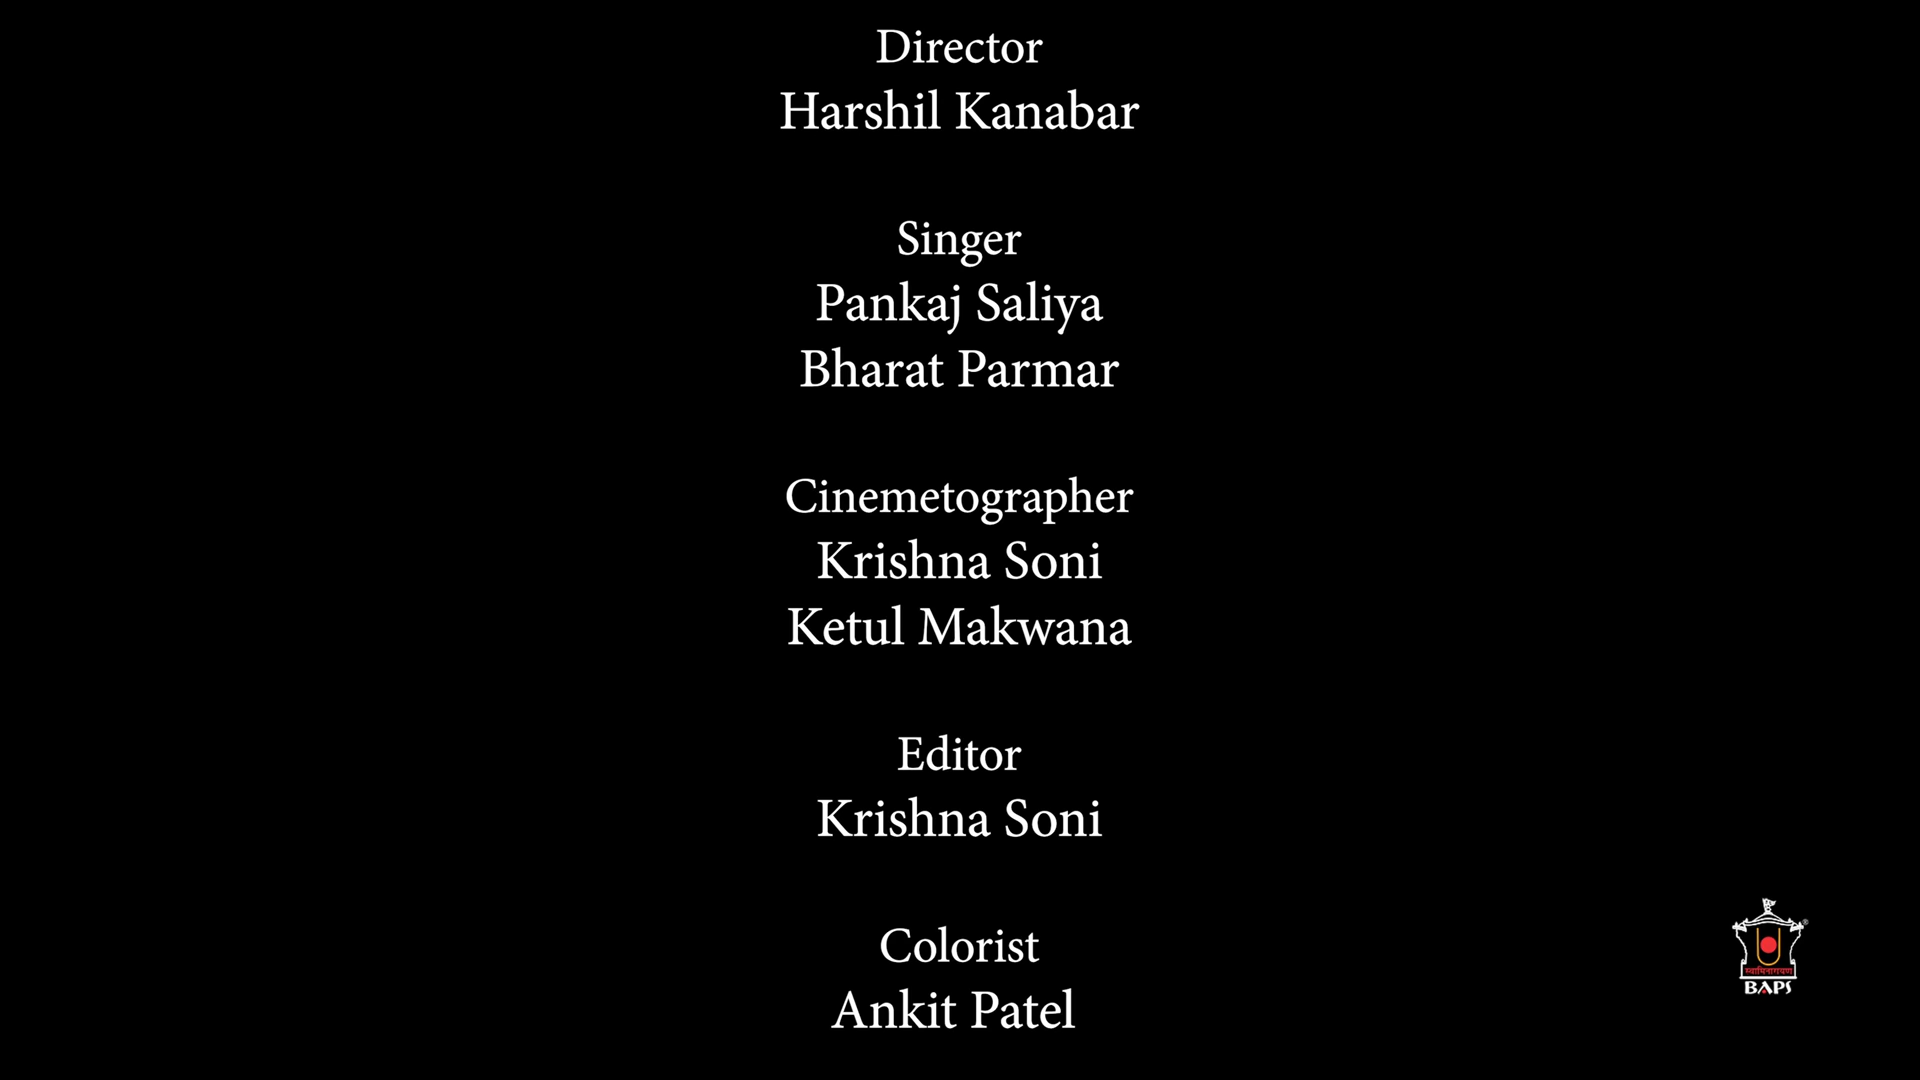 Director
Harshil Kanabar
Singer
Pankaj Saliya
Bharat Parmar
Cinemetographer
Krishna Soni
Ketul Makwana
Editor
Krishna Soni
Colorist
Ankit Patel
®
स्वामिनारायण
BAPS